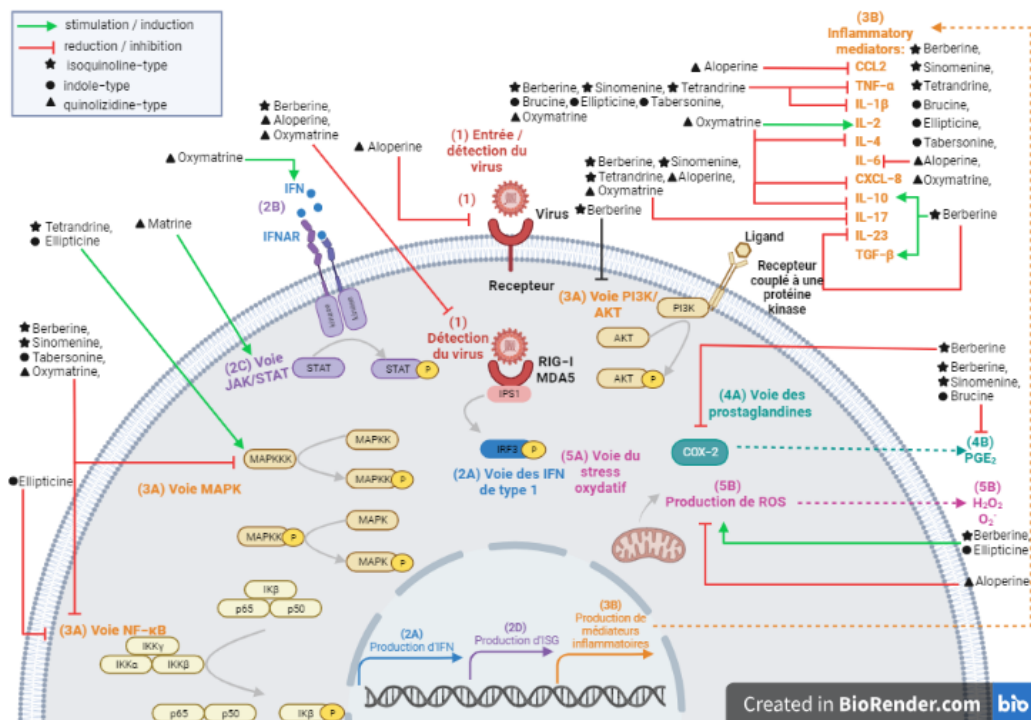 stimulation / induction
reduction / inhibition
★ isoquinoline-type
● indole-type
▲ quinolizidine-type
★ Berberine,
▲ Aloperine,
▲ Oxymatrine
▲ Oxymatrine
▲ Aloperine
★ Tetrandrine,
● Ellipticine
▲ Matrine
★ Berberine,
★ Sinomenine,
● Tabersonine,
▲ Oxymatrine,
● Ellipticine
IFN
(2B)
IFNAR
kinase
kinase
(1) Entrée /
détection du
virus
(1)
Virus
Recepteur
▲ Aloperine
★ Berberine, ★ Sinomenine, ★ Tetrandrine
● Brucine, ● Ellipticine, ● Tabersonine,
▲ Oxymatrine
▲ Oxymatrine
★ Berberine, ★ Sinomenine,
★ Tetrandrine, ▲ Aloperine,
▲ Oxymatrine
★ Berberine
(3B)
Inflammatory
mediators:
CCL2
TNF-α
IL-1β
IL-2
IL-4
IL-6
CXCL-8
IL-10
IL-17
IL-23
TGF-β
★ Berberine,
★ Sinomenine,
★ Tetrandrine,
● Brucine,
● Ellipticine,
● Tabersonine,
▲ Aloperine,
▲ Oxymatrine,
★ Berberine
Ligand
Recepteur
couplé à une
protéine
kinase
(3A) Voie PI3K/
AKT
PI3K
AKT
AKT P
(2C) Voie
JAK/STAT
STAT
STAT P
(1)
Détection
du virus
RIG-I
MDA5
IPS1
IRF3 P
(2A) Voie des IFN
de type 1
MAPKKK
MAPKK
MAPKK P
(3A) Voie MAPK
MAPKK P
MAPK
MAPK P
(3A) Voie NF-κB
IKβ
p65 p50
IKKγ
IKKα IKKβ
p65 p50
IKβ P
(4A) Voie des
prostaglandines
COX-2
★ Berberine
★ Berberine,
★ Sinomenine,
● Brucine
(4B)
PGE₂
(5A) Voie du
stress
oxydatif
(5B)
Production de ROS
(5B)
H₂O₂
O₂⁻
★ Berberine,
● Ellipticine
▲ Aloperine
(2A)
Production d'IFN
(2D)
Production d'ISG
(3B)
Production de
médiateurs
inflammatoires
Created in BioRender.com bio